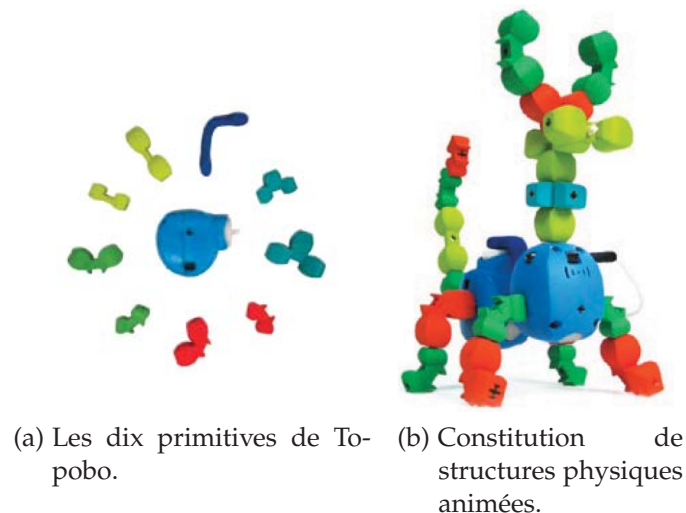 (a) Les dix primitives de To-
pobo.
(b) Constitution de
structures physiques
animées.